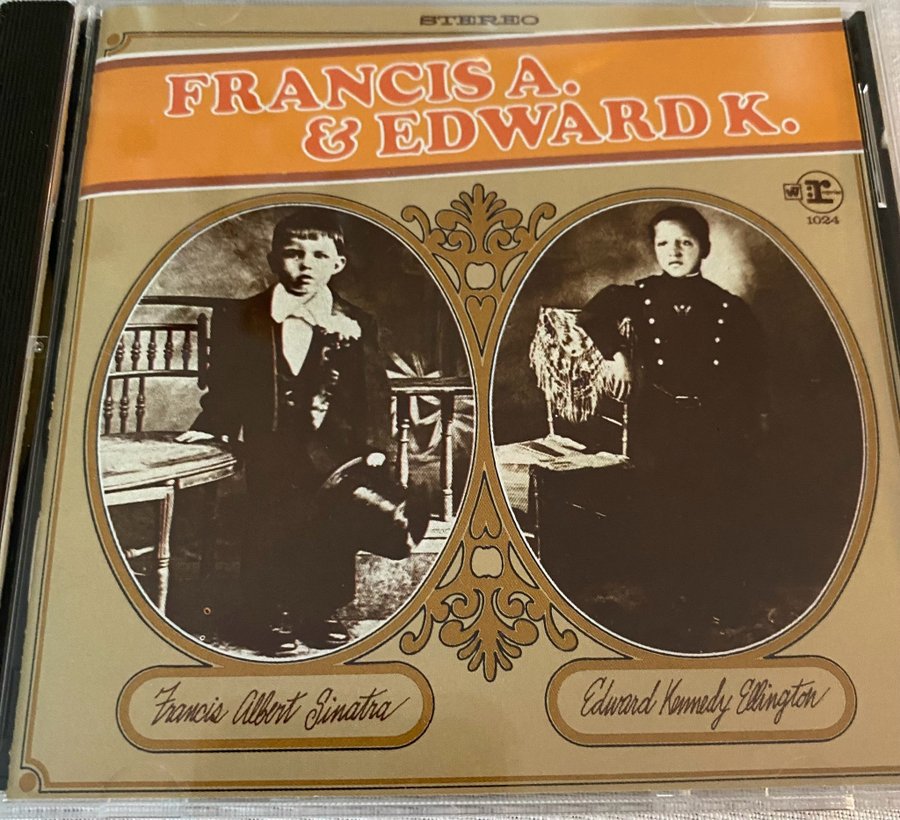 STEREO
FRANCIS A.
& EDWARD K.
W
r
1024
Francis Albert Sinatra
Edward Kennedy Ellington